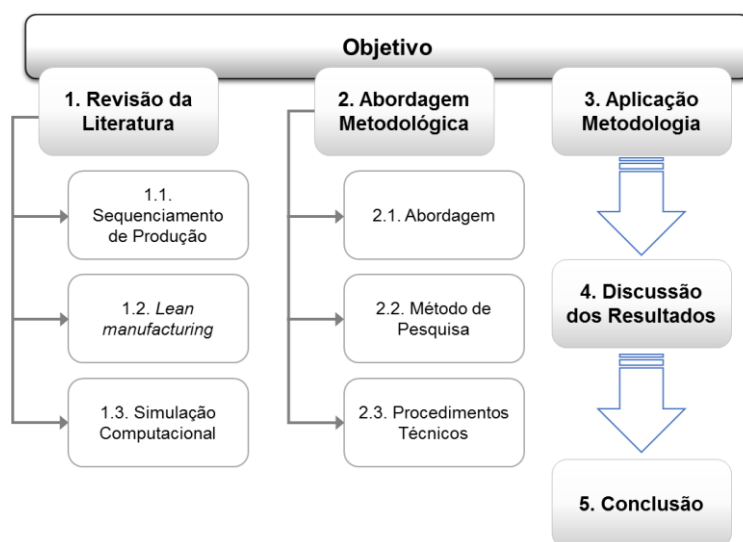 Objetivo
1. Revisão da
Literatura
1.1.
Sequenciamento
de Produção
1.2. Lean
manufacturing
1.3. Simulação
Computacional
2. Abordagem
Metodológica
2.1. Abordagem
2.2. Método de
Pesquisa
2.3. Procedimentos
Técnicos
3. Aplicação
Metodologia
4. Discussão
dos Resultados
5. Conclusão